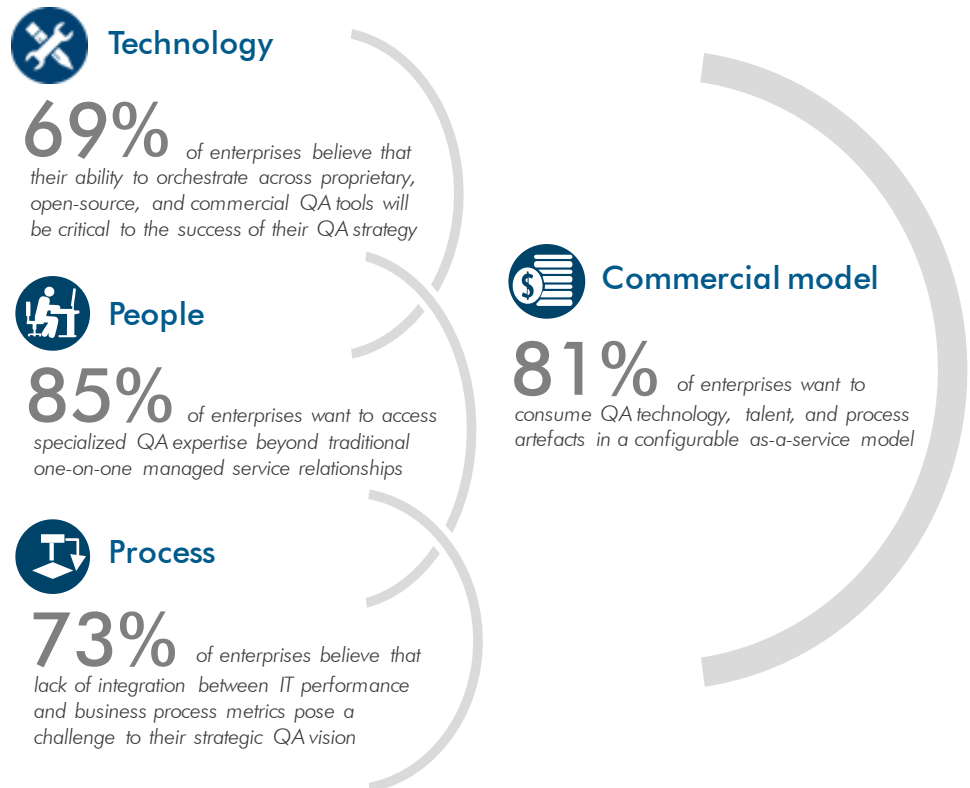 Technology
69% of enterprises believe that
their ability to orchestrate across proprietary,
open-source, and commercial QA tools will
be critical to the success of their QA strategy
People
85% of enterprises want to access
specialized QA expertise beyond traditional
one-on-one managed service relationships
Process
73% of enterprises believe that
lack of integration between IT performance
and business process metrics pose a
challenge to their strategic QA vision
$ Commercial model
81% of enterprises want to
consume QA technology, talent, and process
artefacts in a configurable as-a-service model